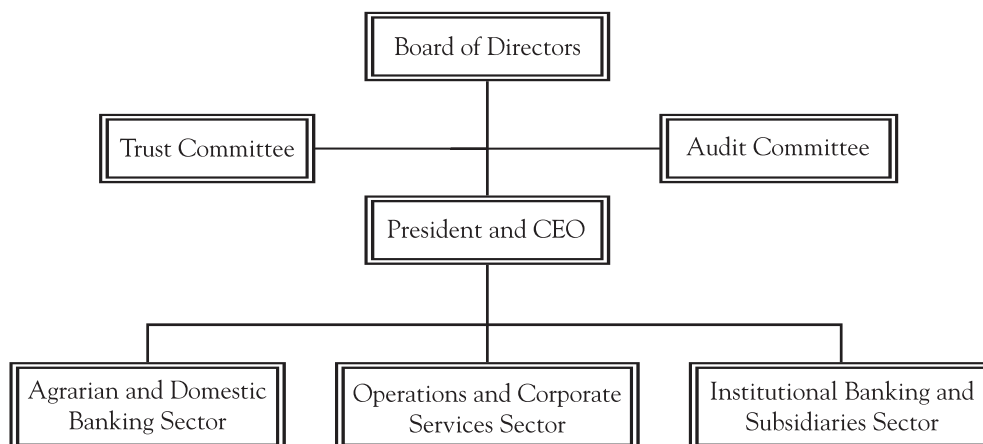 Board of Directors
Trust Committee
Audit Committee
President and CEO
Agrarian and Domestic
Banking Sector
Operations and Corporate
Services Sector
Institutional Banking and
Subsidiaries Sector